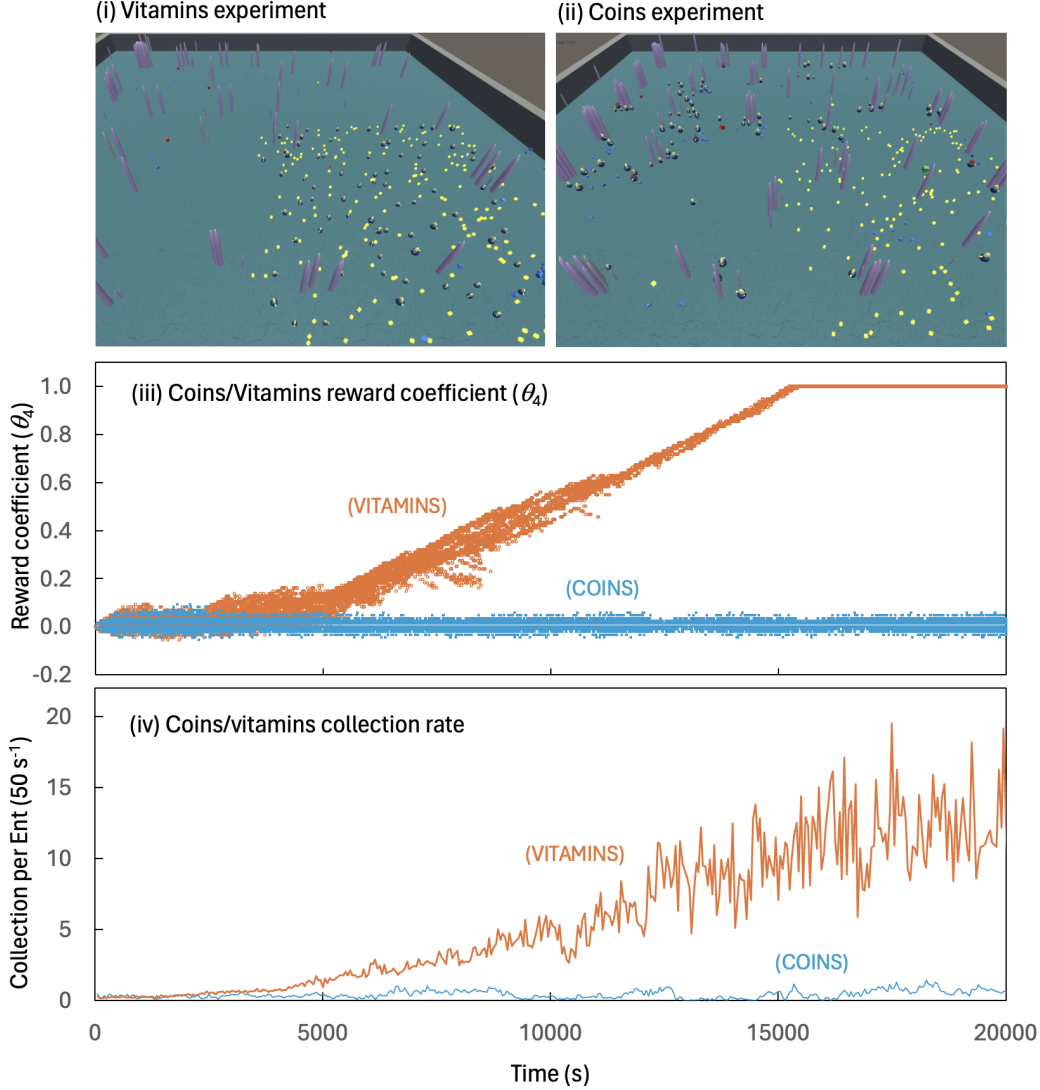 (i) Vitamins experiment
(ii) Coins experiment
(iii) Coins/Vitamins reward coefficient (θ4)
Reward coefficient (θ4)
1.0
0.8
0.6
0.4
0.2
0.0
-0.2
(VITAMINS)
(COINS)
(iv) Coins/vitamins collection rate
Collection per Ent (50 s-1)
20
15
10
5
0
(VITAMINS)
(COINS)
0
5000
10000
15000
20000
Time (s)